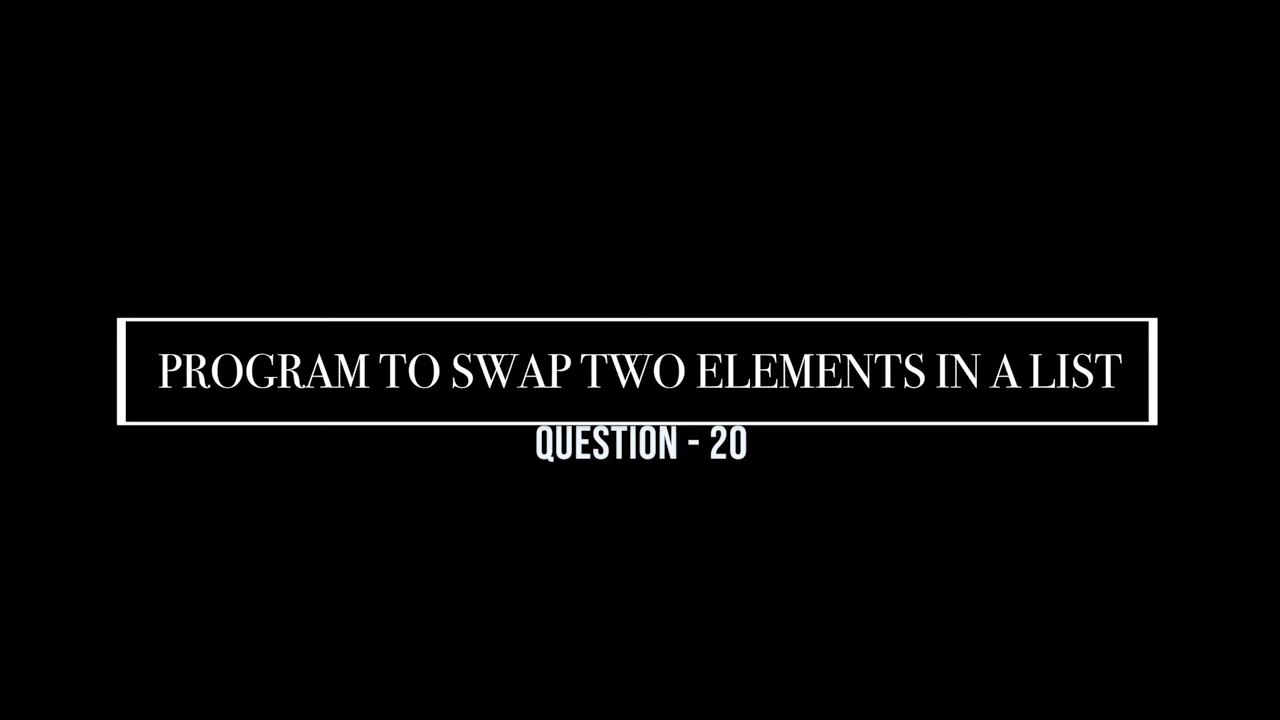 PROGRAM TO SWAP TWO ELEMENTS IN A LIST
QUESTION - 20